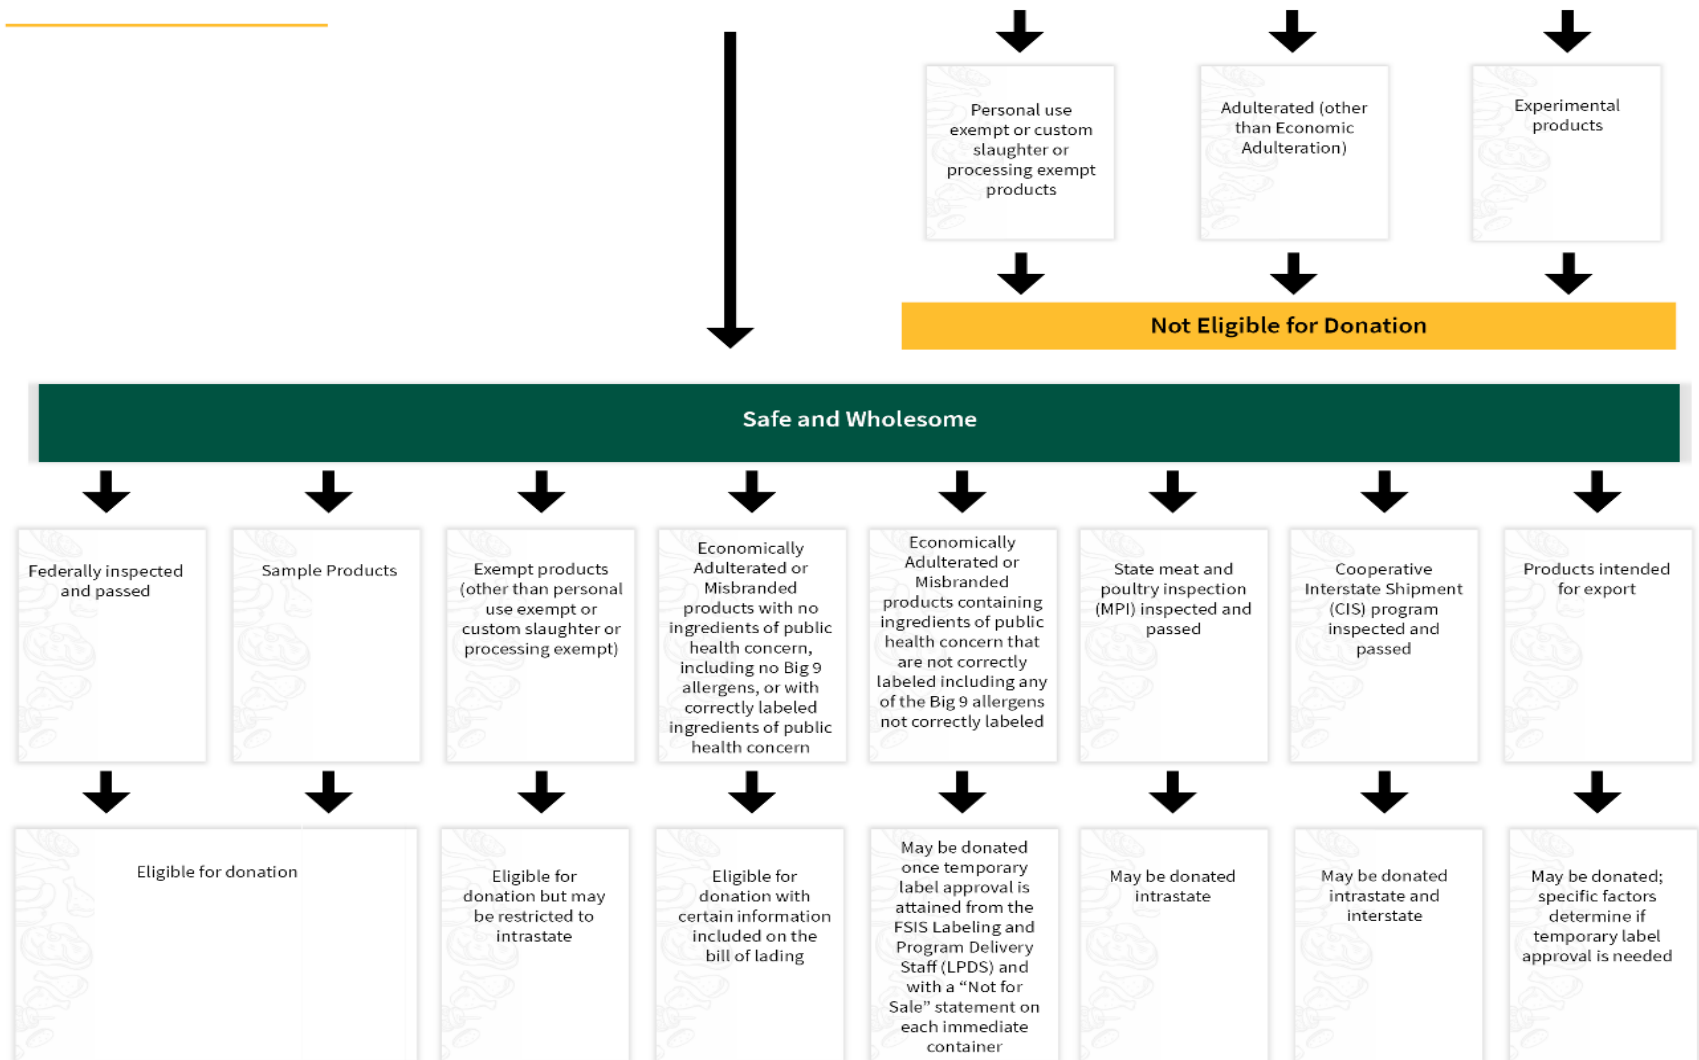 Personal use
exempt or custom
slaughter or
processing exempt
products
Adulterated (other
than Economic
Adulteration)
Experimental
products
Not Eligible for Donation
Safe and Wholesome
Federally inspected
and passed
Sample Products
Exempt products
(other than personal
use exempt or
custom slaughter or
processing exempt)
Economically
Adulterated or
Misbranded
products with no
ingredients of public
health concern,
including no Big 9
allergens, or with
correctly labeled
ingredients of public
health concern
Economically
Adulterated or
Misbranded
products containing
ingredients of public
health concern that
are not correctly
labeled including any
of the Big 9 allergens
not correctly labeled
State meat and
poultry inspection
(MPI) inspected and
passed
Cooperative
Interstate Shipment
(CIS) program
inspected and
passed
Products intended
for export
Eligible for donation
Eligible for
donation but may
be restricted to
intrastate
Eligible for
donation with
certain information
included on the
bill of lading
May be donated
once temporary
label approval is
attained from the
FSIS Labeling and
Program Delivery
Staff (LPDS) and
with a “Not for
Sale” statement on
each immediate
container
May be donated
intrastate
May be donated
intrastate and
interstate
May be donated;
specific factors
determine if
temporary label
approval is needed